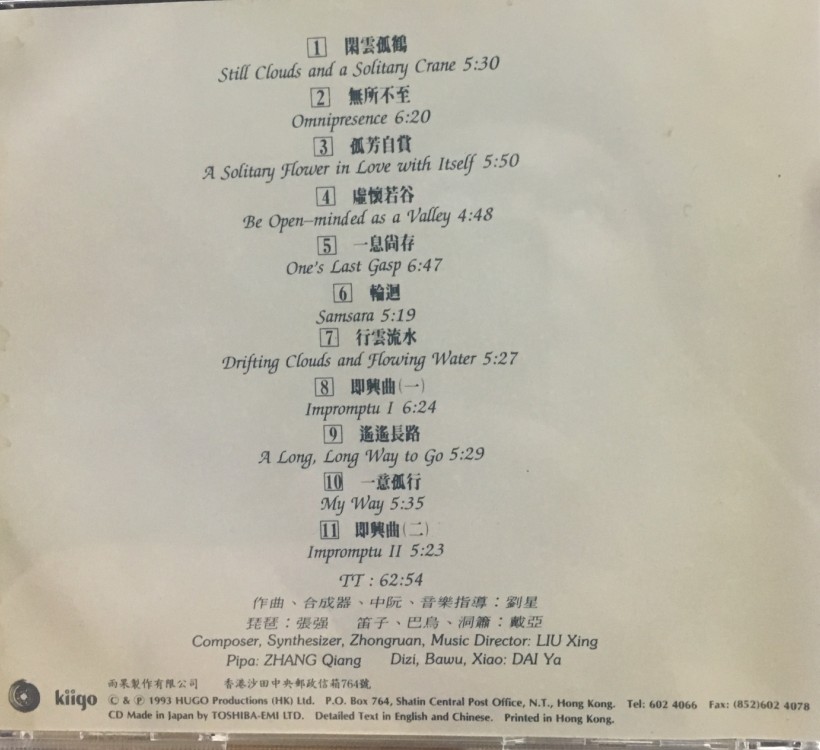 1 閑雲孤鶴
Still Clouds and a Solitary Crane 5:30
2 無所不至
Omnipresence 6:20
3 孤芳自賞
A Solitary Flower in Love with Itself 5:50
4 虛懷若谷
Be Open-minded as a Valley 4:48
5 一息尚存
One's Last Gasp 6:47
6 輪迴
Samsara 5:19
7 行雲流水
Drifting Clouds and Flowing Water 5:27
8 即興曲(一)
Impromptu I 6:24
9 遙遙長路
A Long, Long Way to Go 5:29
10 一意孤行
My Way 5:35
11 即興曲(二)
Impromptu II 5:23
TT : 62:54
作曲、合成器、中阮、音樂指導：劉星
琵琶：張强 笛子、巴烏、洞簫：戴亞
Composer, Synthesizer, Zhongruan, Music Director: LIU Xing
Pipa: ZHANG Qiang Dizi, Bawu, Xiao: DAI Ya
雨果製作有限公司 香港沙田中央郵政信箱764號
kiigo © & ℗ 1993 HUGO Productions (HK) Ltd. P.O. Box 764, Shatin Central Post Office, N.T., Hong Kong. Tel: 602 4066 Fax: (852)602 4078
CD Made in Japan by TOSHIBA-EMI LTD. Detailed Text in English and Chinese. Printed in Hong Kong.